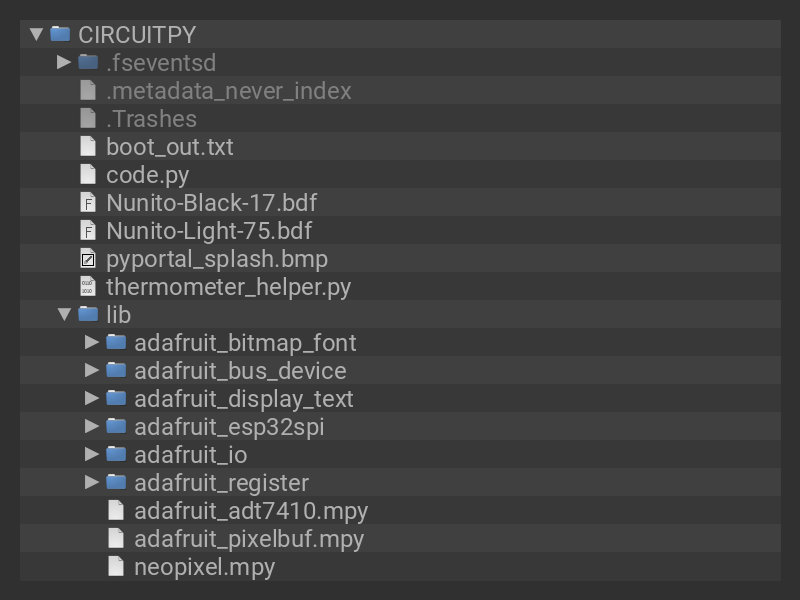 CIRCUITPY
.fseventsd
.metadata_never_index
.Trashes
boot_out.txt
code.py
Nunito-Black-17.bdf
Nunito-Light-75.bdf
pyportal_splash.bmp
thermometer_helper.py
lib
adafruit_bitmap_font
adafruit_bus_device
adafruit_display_text
adafruit_esp32spi
adafruit_io
adafruit_register
adafruit_adt7410.mpy
adafruit_pixelbuf.mpy
neopixel.mpy